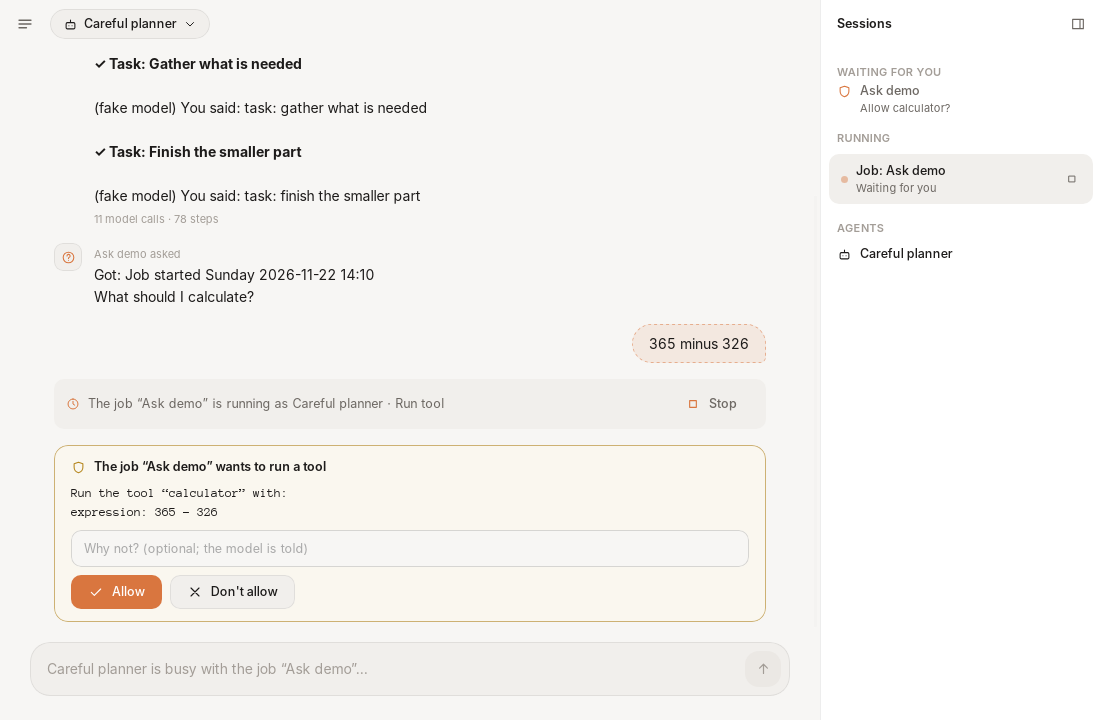 Careful planner
✓ Task: Gather what is needed
(fake model) You said: task: gather what is needed
✓ Task: Finish the smaller part
(fake model) You said: task: finish the smaller part
11 model calls · 78 steps
Ask demo asked
Got: Job started Sunday 2026-11-22 14:10
What should I calculate?
365 minus 326
The job “Ask demo” is running as Careful planner · Run tool
Stop
The job “Ask demo” wants to run a tool
Run the tool “calculator” with:
expression: 365 − 326
Why not? (optional; the model is told)
Allow
Don't allow
Careful planner is busy with the job “Ask demo”…
Sessions
WAITING FOR YOU
Ask demo
Allow calculator?
RUNNING
Job: Ask demo
Waiting for you
AGENTS
Careful planner